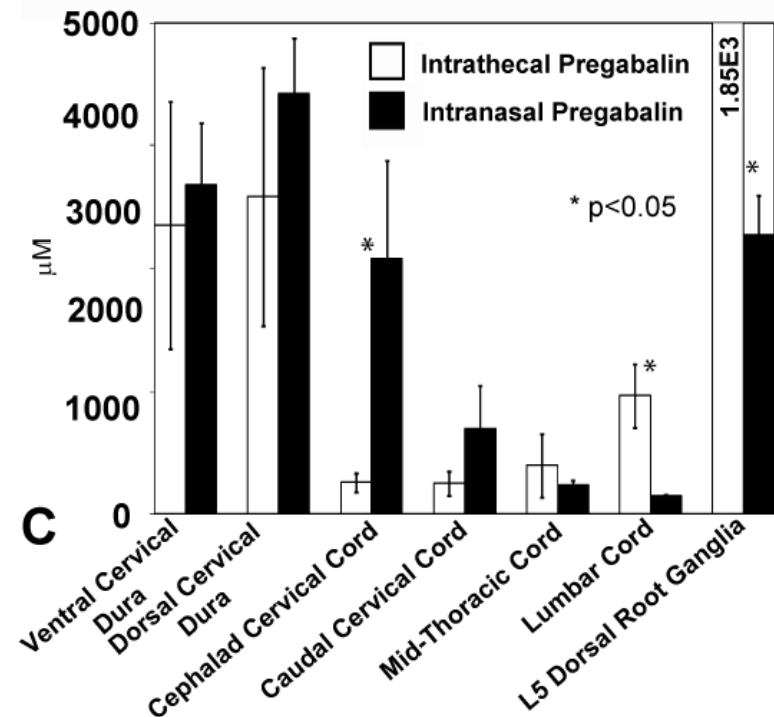 5000
4000
3000
2000
1000
0
µM
Intrathecal Pregabalin
Intranasal Pregabalin
1.85E3
*
* p<0.05
*
*
C
Ventral Cervical
Dura
Dorsal Cervical
Dura
Cephalad Cervical Cord
Caudal Cervical Cord
Mid-Thoracic Cord
Lumbar Cord
L5 Dorsal Root Ganglia